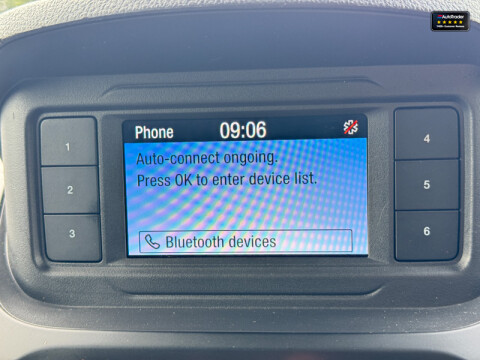 AutoTrader
Phone 09:06
Auto-connect ongoing.
Press OK to enter device list.
Bluetooth devices
1
2
3
4
5
6